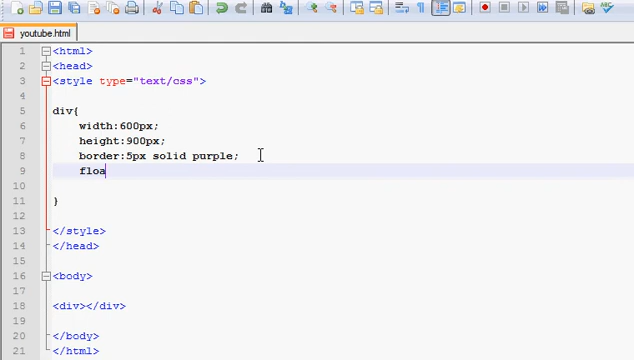 youtube.html
1 <html>
2 <head>
3 <style type="text/css">
4
5 div{
6 width:600px;
7 height:900px;
8 border:5px solid purple;
9 floa
10
11 }
12
13 </style>
14 </head>
15
16 <body>
17
18 <div></div>
19
20 </body>
21 </html>